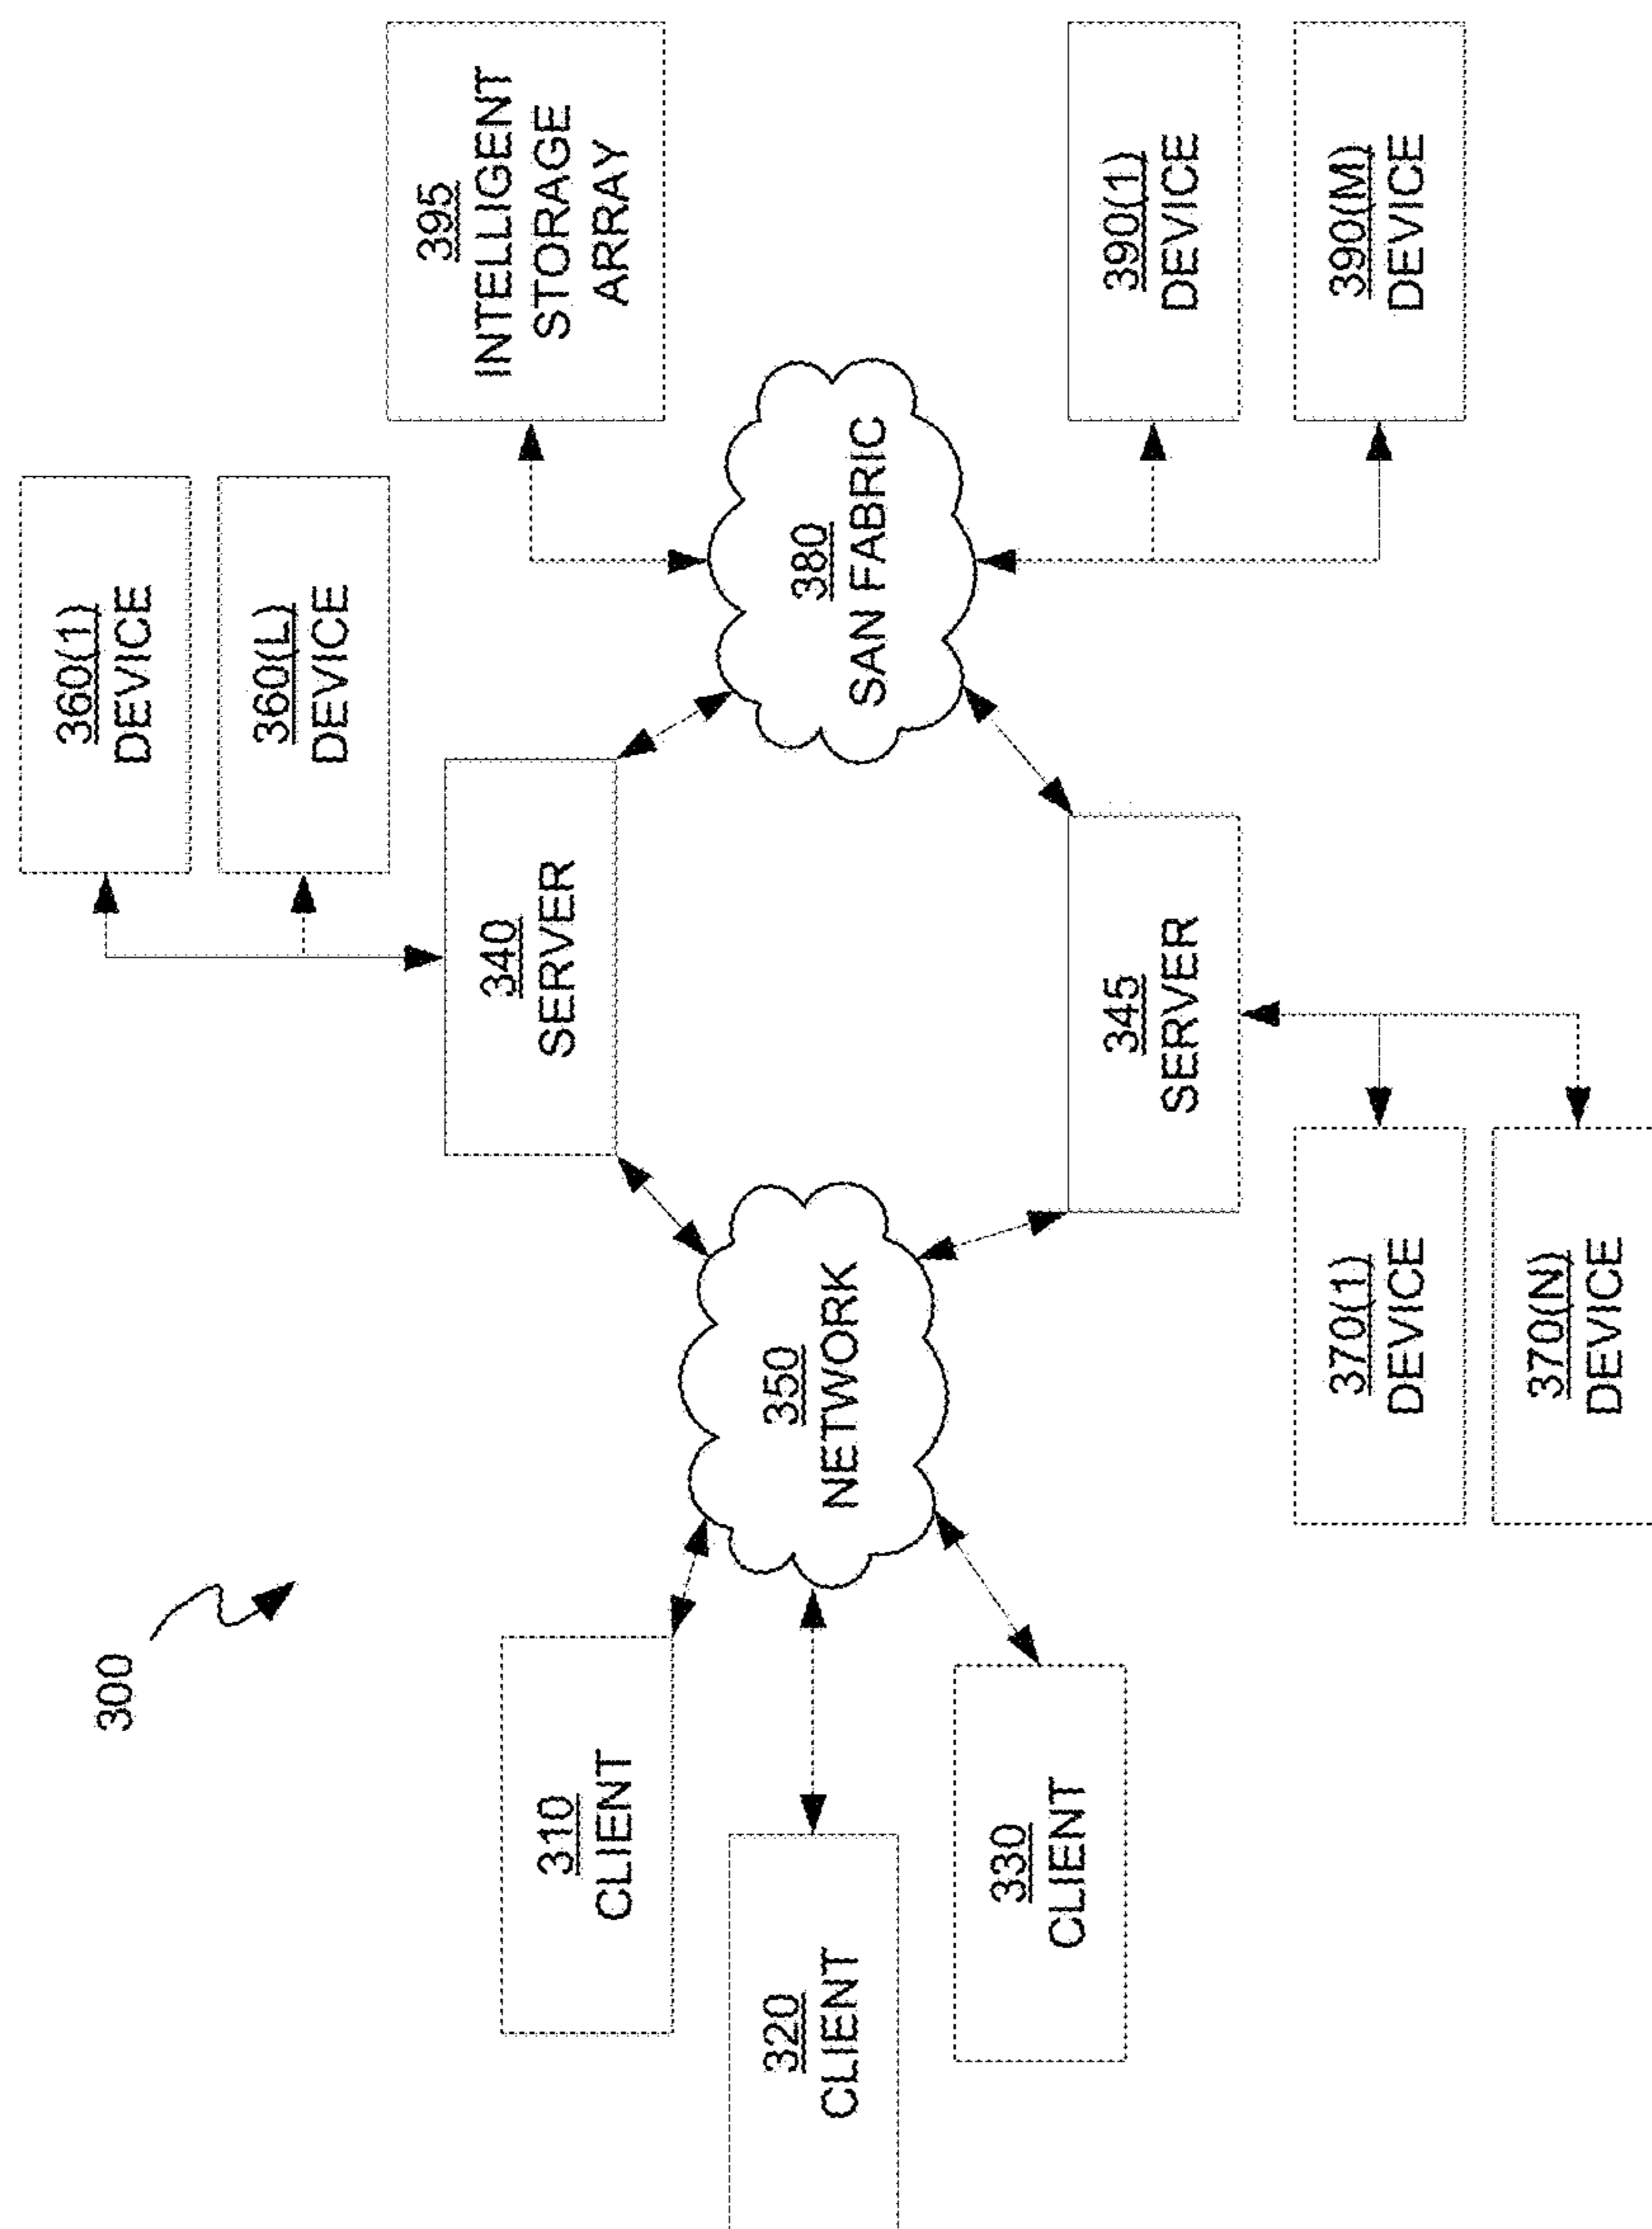 300
310
CLIENT
320
CLIENT
330
CLIENT
350
NETWORK
340
SERVER
345
SERVER
360(1)
DEVICE
360(L)
DEVICE
370(1)
DEVICE
370(N)
DEVICE
380
SAN FABRIC
395
INTELLIGENT
STORAGE
ARRAY
390(1)
DEVICE
390(M)
DEVICE